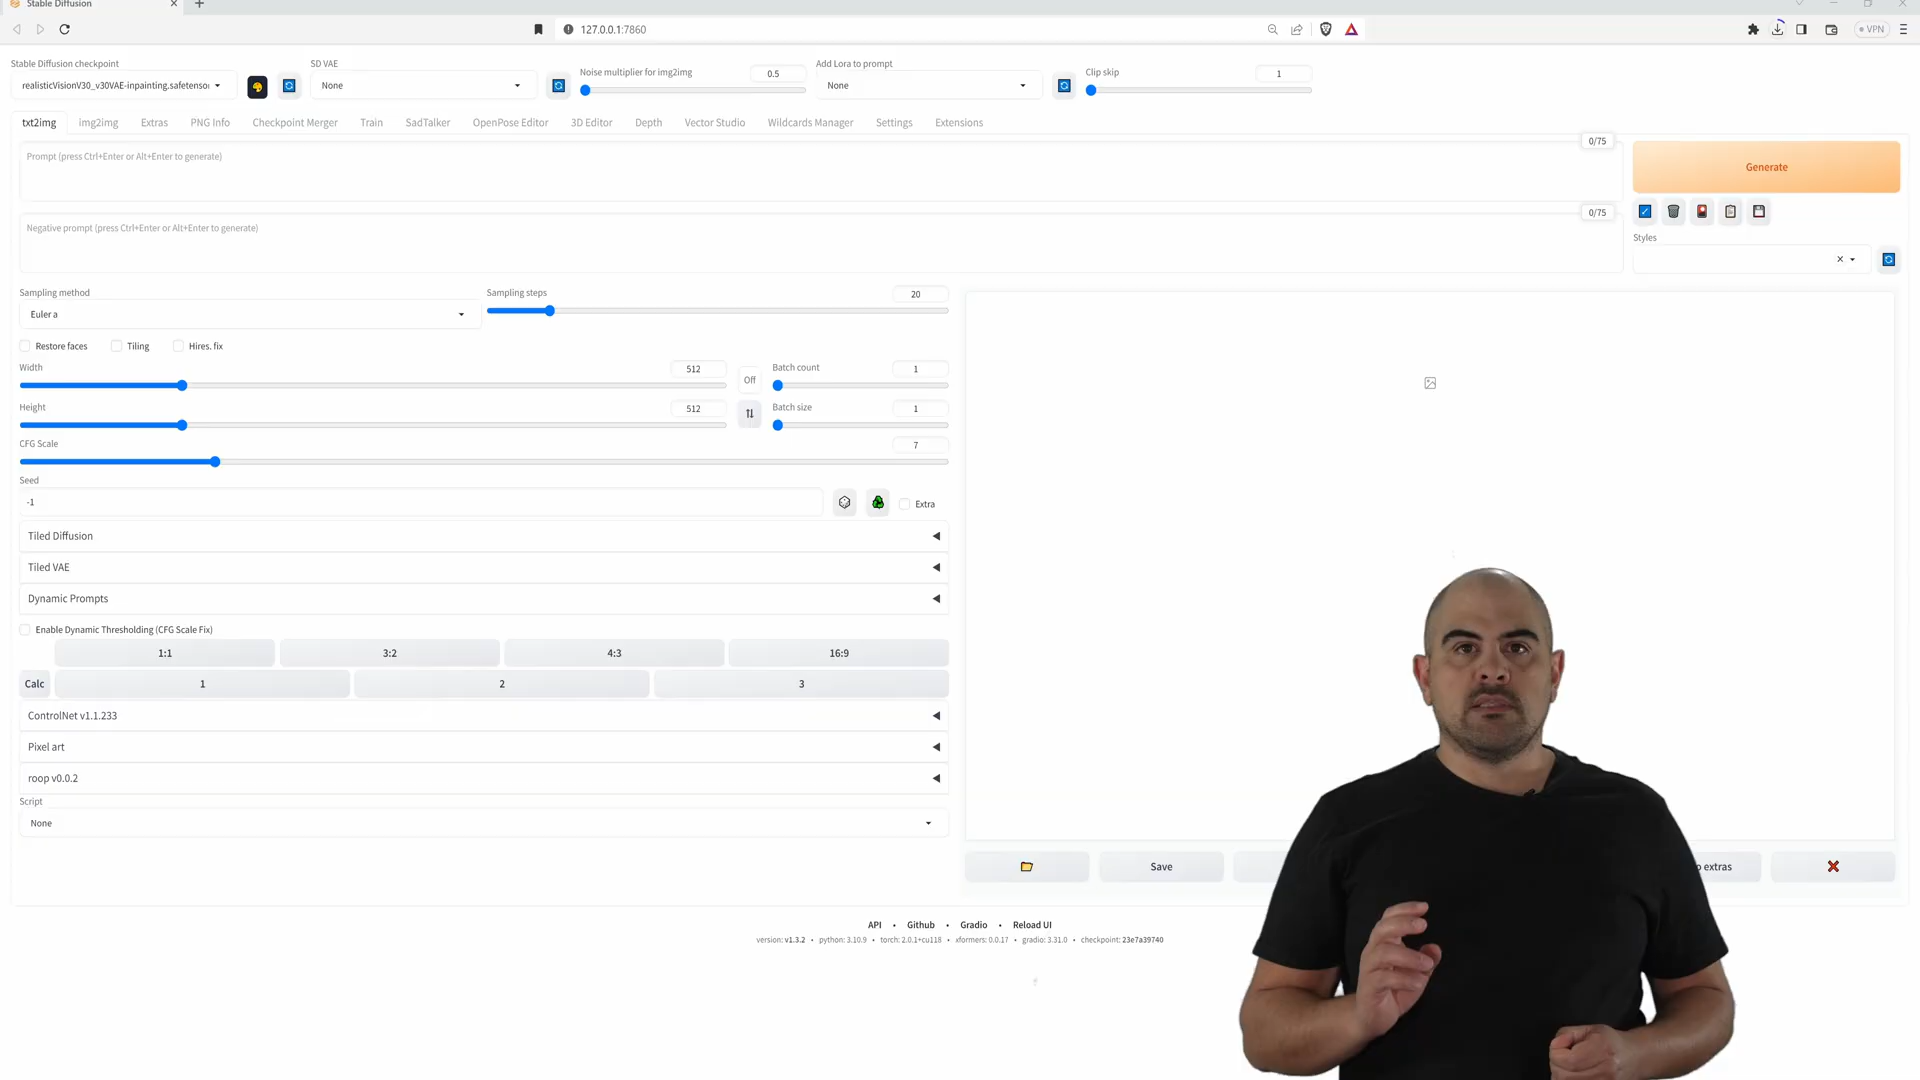 Stable Diffusion
127.0.0.1:7860
VPN
Stable Diffusion checkpoint
realisticVisionV30_v30VAE-inpainting.safetensor
SD VAE
None
Noise multiplier for img2img
0.5
Add Lora to prompt
None
Clip skip
1
txt2img
img2img
Extras
PNG Info
Checkpoint Merger
Train
SadTalker
OpenPose Editor
3D Editor
Depth
Vector Studio
Wildcards Manager
Settings
Extensions
Prompt (press Ctrl+Enter or Alt+Enter to generate)
0/75
Generate
Negative prompt (press Ctrl+Enter or Alt+Enter to generate)
0/75
Styles
Sampling method
Euler a
Sampling steps
20
Restore faces
Tiling
Hires. fix
Width
512
Off
Batch count
1
Height
512
Batch size
1
CFG Scale
7
Seed
-1
Extra
Tiled Diffusion
Tiled VAE
Dynamic Prompts
Enable Dynamic Thresholding (CFG Scale Fix)
1:1
3:2
4:3
16:9
Calc
1
2
3
ControlNet v1.1.233
Pixel art
roop v0.0.2
Script
None
Save
extras
API • Github • Gradio • Reload UI
version: v1.3.2 • python: 3.10.9 • torch: 2.0.1+cu118 • xformers: 0.0.17 • gradio: 3.31.0 • checkpoint: 23e7a39740